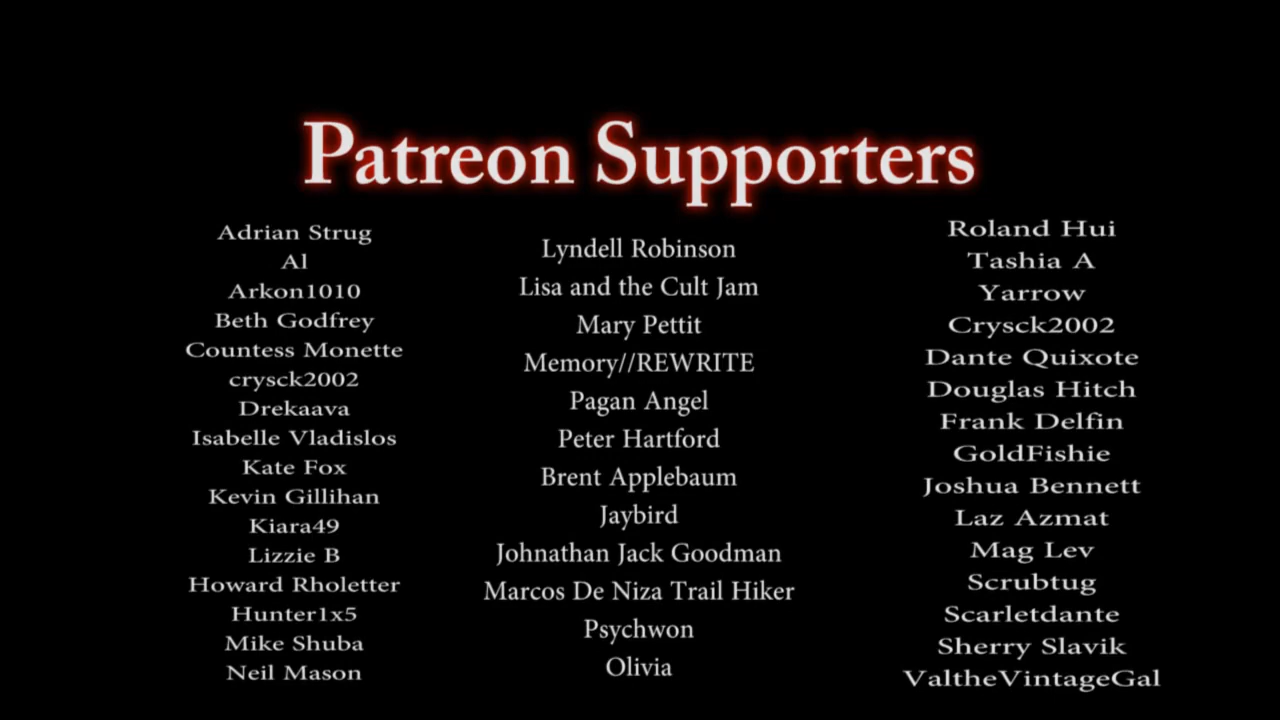 Patreon Supporters
Adrian Strug
Al
Arkon1010
Beth Godfrey
Countess Monette
crysck2002
Drekaava
Isabelle Vladislos
Kate Fox
Kevin Gillihan
Kiara49
Lizzie B
Howard Rholetter
Hunter1x5
Mike Shuba
Neil Mason
Lyndell Robinson
Lisa and the Cult Jam
Mary Pettit
Memory//REWRITE
Pagan Angel
Peter Hartford
Brent Applebaum
Jaybird
Johnathan Jack Goodman
Marcos De Niza Trail Hiker
Psychwon
Olivia
Roland Hui
Tashia A
Yarrow
Crysck2002
Dante Quixote
Douglas Hitch
Frank Delfin
GoldFishie
Joshua Bennett
Laz Azmat
Mag Lev
Scrubtug
Scarletdante
Sherry Slavik
ValtheVintageGal